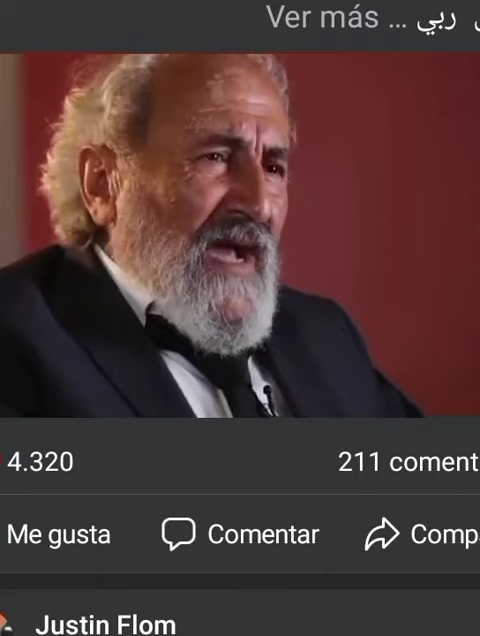 ربي ... Ver más
4.320 211 coment
Me gusta Comentar Comp
Justin Flom